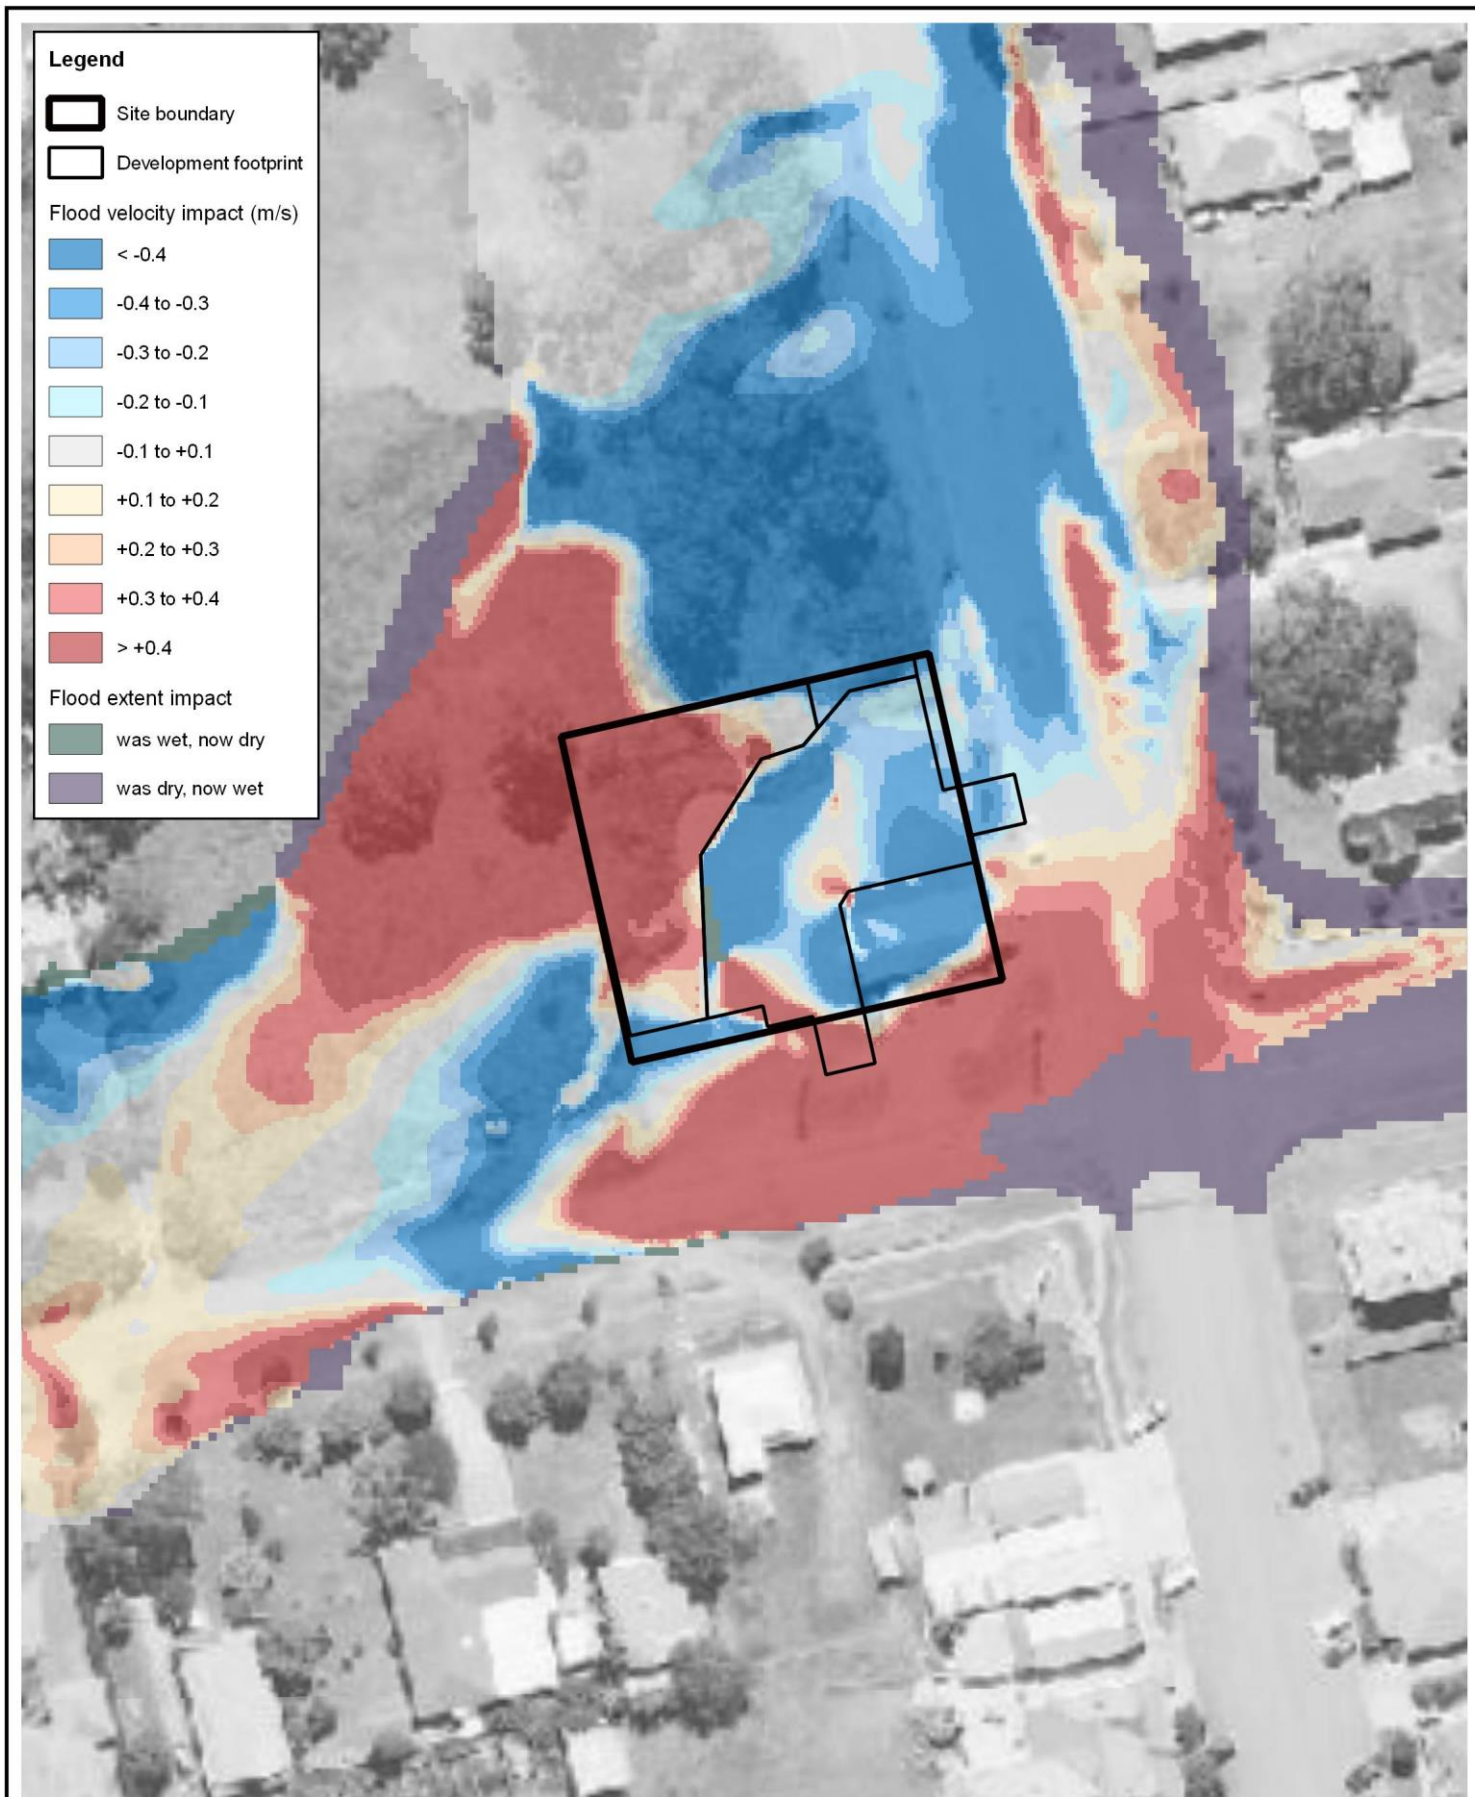 Legend
Site boundary
Development footprint
Flood velocity impact (m/s)
< -0.4
-0.4 to -0.3
-0.3 to -0.2
-0.2 to -0.1
-0.1 to +0.1
+0.1 to +0.2
+0.2 to +0.3
+0.3 to +0.4
> +0.4
Flood extent impact
was wet, now dry
was dry, now wet